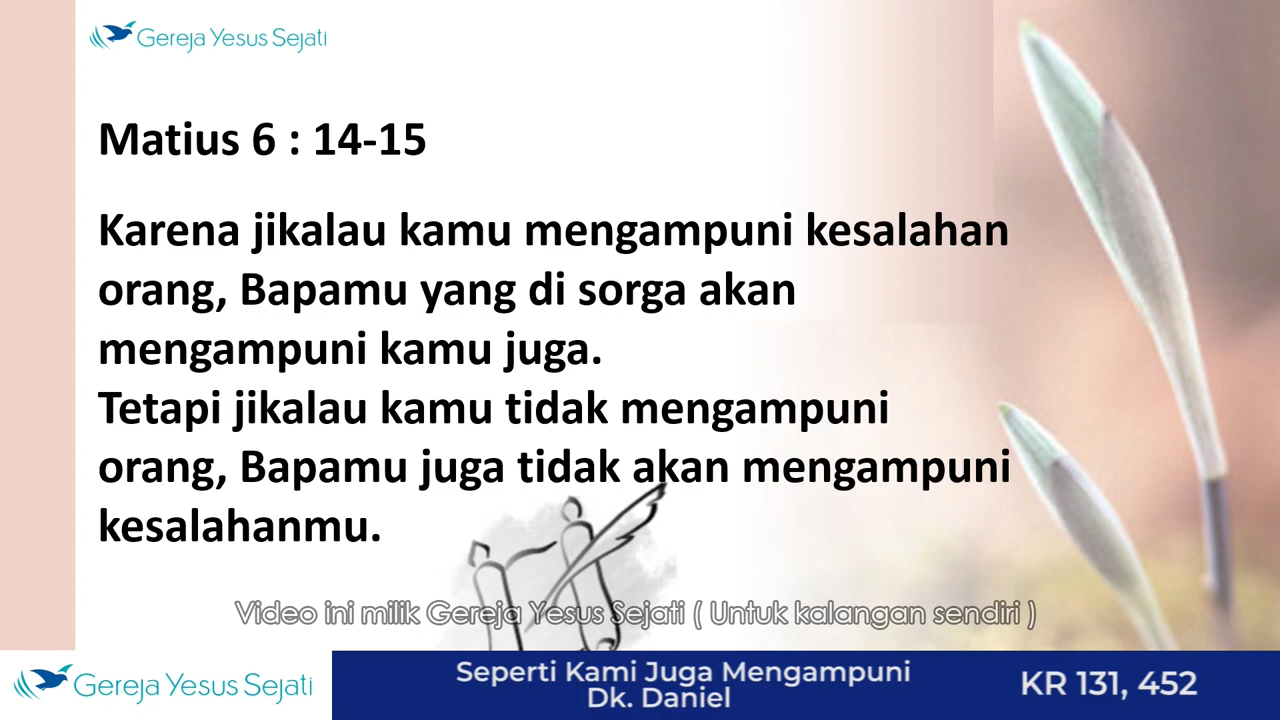 Gereja Yesus Sejati
Matius 6 : 14-15
Karena jikalau kamu mengampuni kesalahan
orang, Bapamu yang di sorga akan
mengampuni kamu juga.
Tetapi jikalau kamu tidak mengampuni
orang, Bapamu juga tidak akan mengampuni
kesalahanmu.
Video ini milik Gereja Yesus Sejati ( Untuk kalangan sendiri )
Gereja Yesus Sejati
Seperti Kami Juga Mengampuni
Dk. Daniel
KR 131, 452